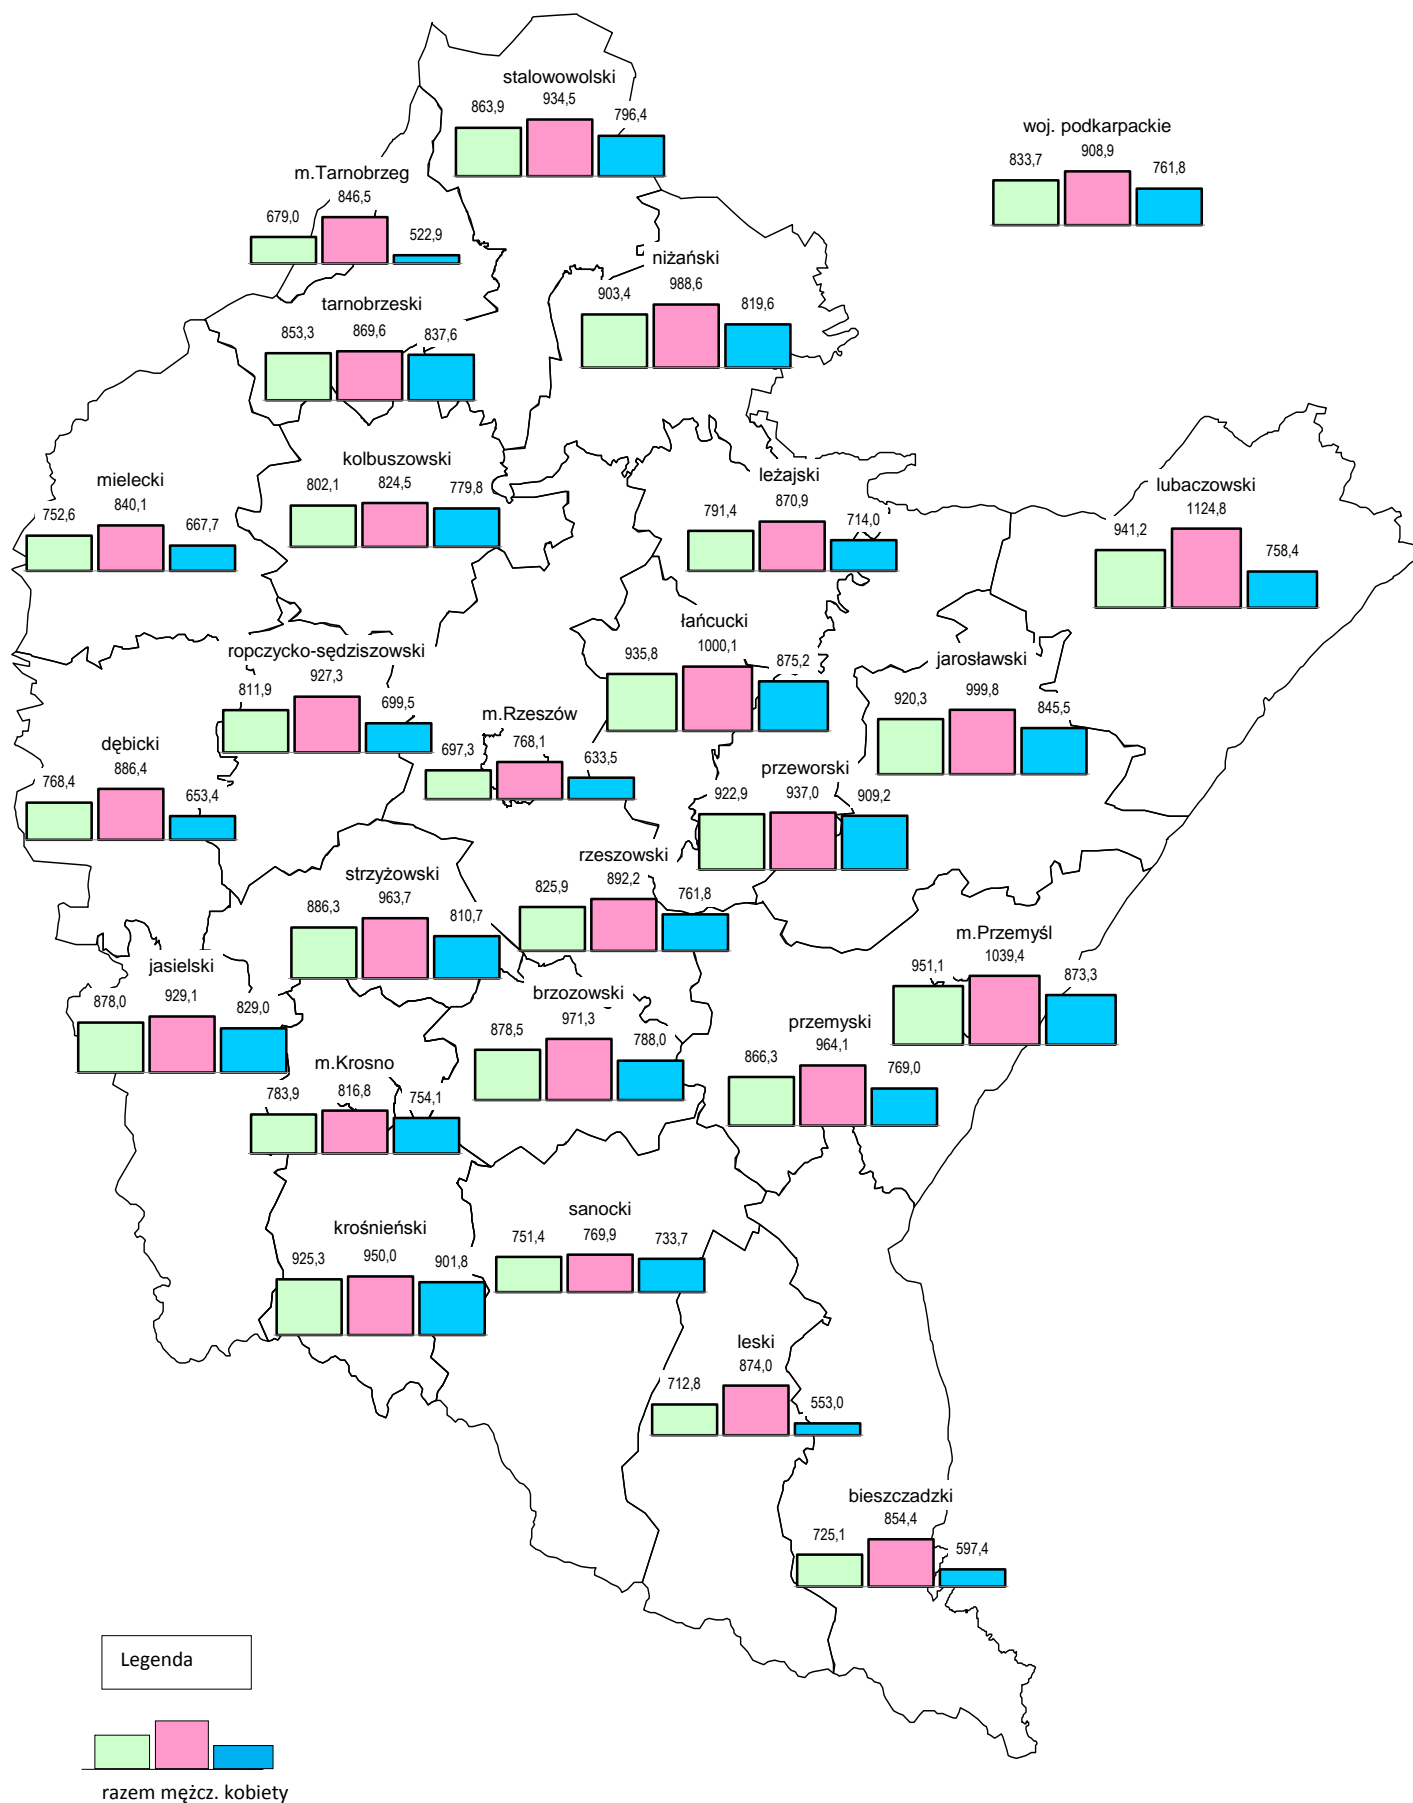 stalowowolski
863,9 934,5 796,4
woj. podkarpackie
833,7 908,9 761,8
m.Tarnobrzeg
679,0 846,5 522,9
niżański
903,4 988,6 819,6
tarnobrzeski
853,3 869,6 837,6
kolbuszowski
802,1 824,5 779,8
mielecki
752,6 840,1 667,7
leżajski
791,4 870,9 714,0
lubaczowski
941,2 1124,8 758,4
łańcucki
935,8 1000,1 875,2
ropczycko-sędziszowski
811,9 927,3 699,5
jarosławski
920,3 999,8 845,5
m.Rzeszów
697,3 768,1 633,5
dębicki
768,4 886,4 653,4
przeworski
922,9 937,0 909,2
rzeszowski
825,9 892,2 761,8
strzyżowski
886,3 963,7 810,7
m.Przemyśl
951,1 1039,4 873,3
jasielski
878,0 929,1 829,0
brzozowski
878,5 971,3 788,0
przemyski
866,3 964,1 769,0
m.Krosno
783,9 816,8 754,1
sanocki
751,4 769,9 733,7
krośnieński
925,3 950,0 901,8
leski
712,8 874,0 553,0
bieszczadzki
725,1 854,4 597,4
Legenda
razem mężcz. kobiety